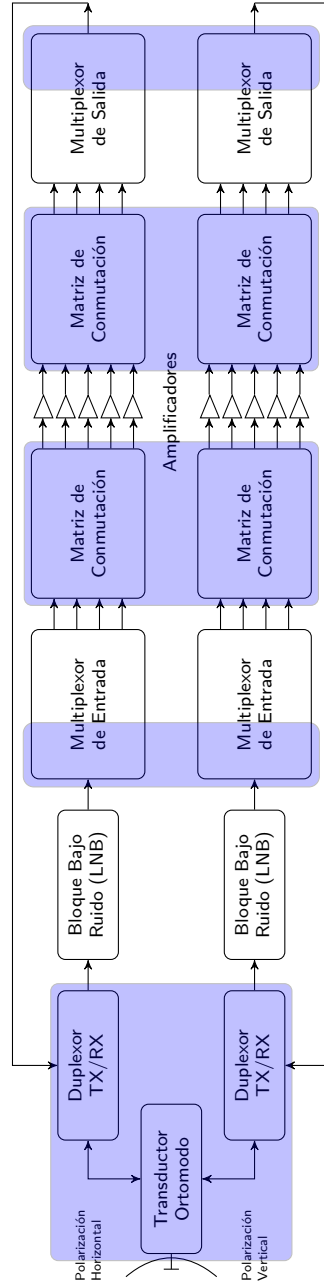 Polarización
Horizontal
Duplexor
TX/RX
Bloque Bajo
Ruido (LNB)
Multiplexor
de Entrada
Matriz de
Conmutación
Matriz de
Conmutación
Multiplexor
de Salida
Transductor
Ortomodo
Amplificadores
Polarización
Vertical
Duplexor
TX/RX
Bloque Bajo
Ruido (LNB)
Multiplexor
de Entrada
Matriz de
Conmutación
Matriz de
Conmutación
Multiplexor
de Salida